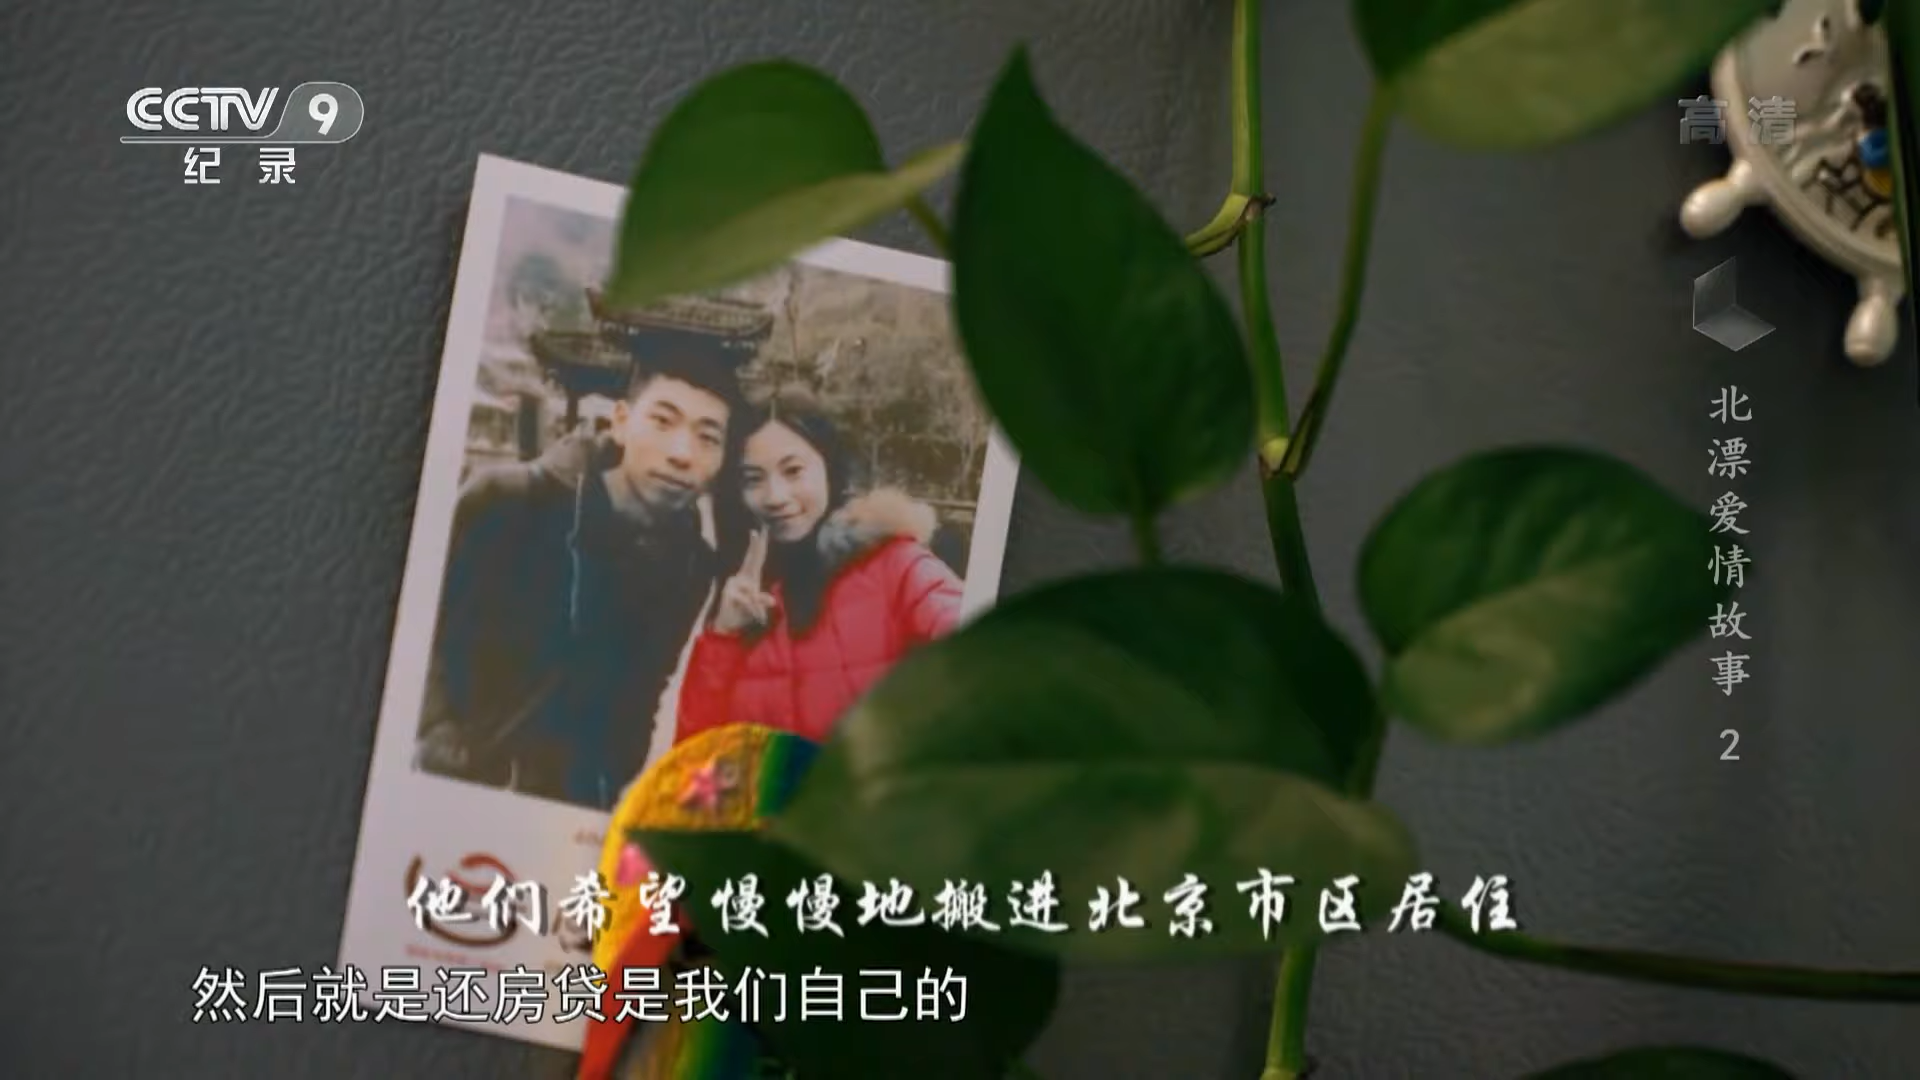 CCTV 9
纪录
高清
北漂爱情故事 2
他们希望慢慢地搬进北京市区居住
然后就是还房贷是我们自己的